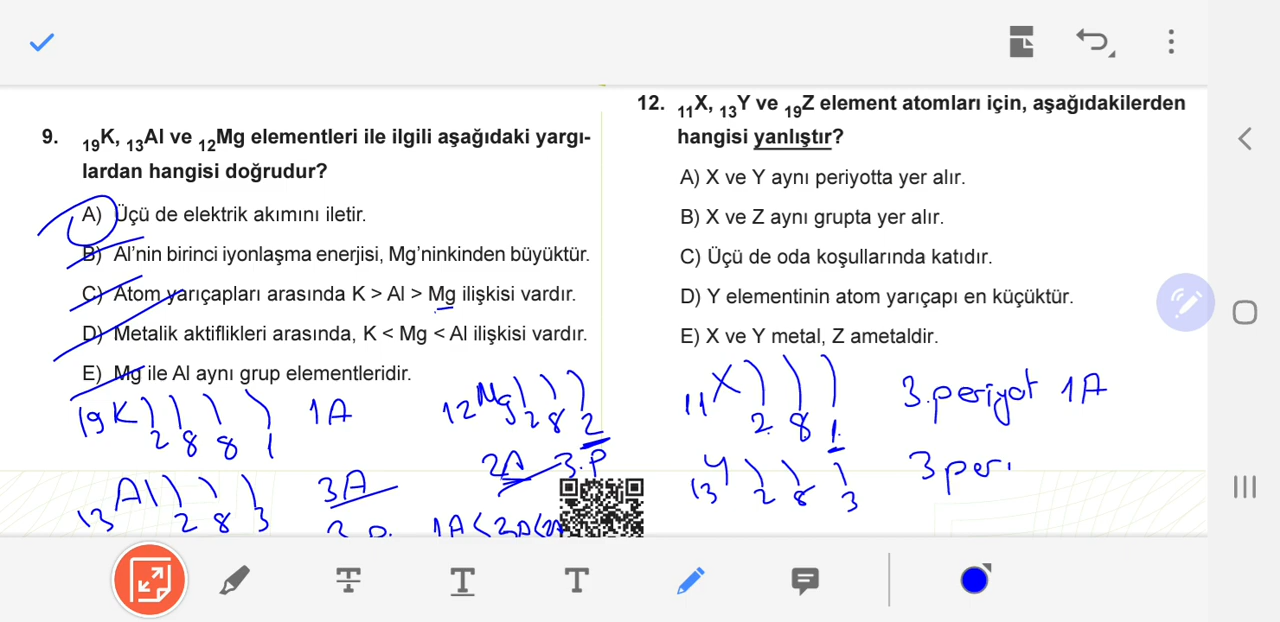 9. 19K, 13Al ve 12Mg elementleri ile ilgili aşağıdaki yargı-
lardan hangisi doğrudur?
A) Üçü de elektrik akımını iletir.
B) Al'nin birinci iyonlaşma enerjisi, Mg'ninkinden büyüktür.
C) Atom yarıçapları arasında K > Al > Mg ilişkisi vardır.
D) Metalik aktiflikleri arasında, K < Mg < Al ilişkisi vardır.
E) Mg ile Al aynı grup elementleridir.
19K 2 8 8 1 1A
12Mg 2 8 2
2A 3.P
13Al 2 8 3 3A
1A <
12. 11X, 13Y ve 19Z element atomları için, aşağıdakilerden
hangisi yanlıştır?
A) X ve Y aynı periyotta yer alır.
B) X ve Z aynı grupta yer alır.
C) Üçü de oda koşullarında katıdır.
D) Y elementinin atom yarıçapı en küçüktür.
E) X ve Y metal, Z ametaldir.
11X 2 8 1 3.periyot 1A
13Y 2 8 3 3 peri
T T T